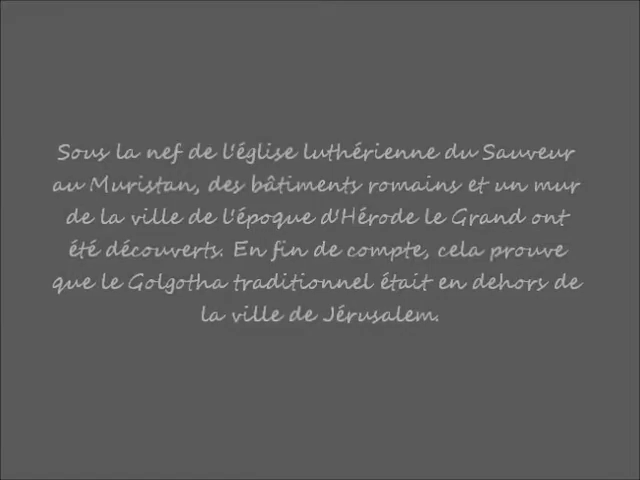 Sous la nef de l'église luthérienne du Sauveur
au Muristan, des bâtiments romains et un mur
de la ville de l'époque d'Hérode le Grand ont
été découverts. En fin de compte, cela prouve
que le Golgotha traditionnel était en dehors de
la ville de Jérusalem.